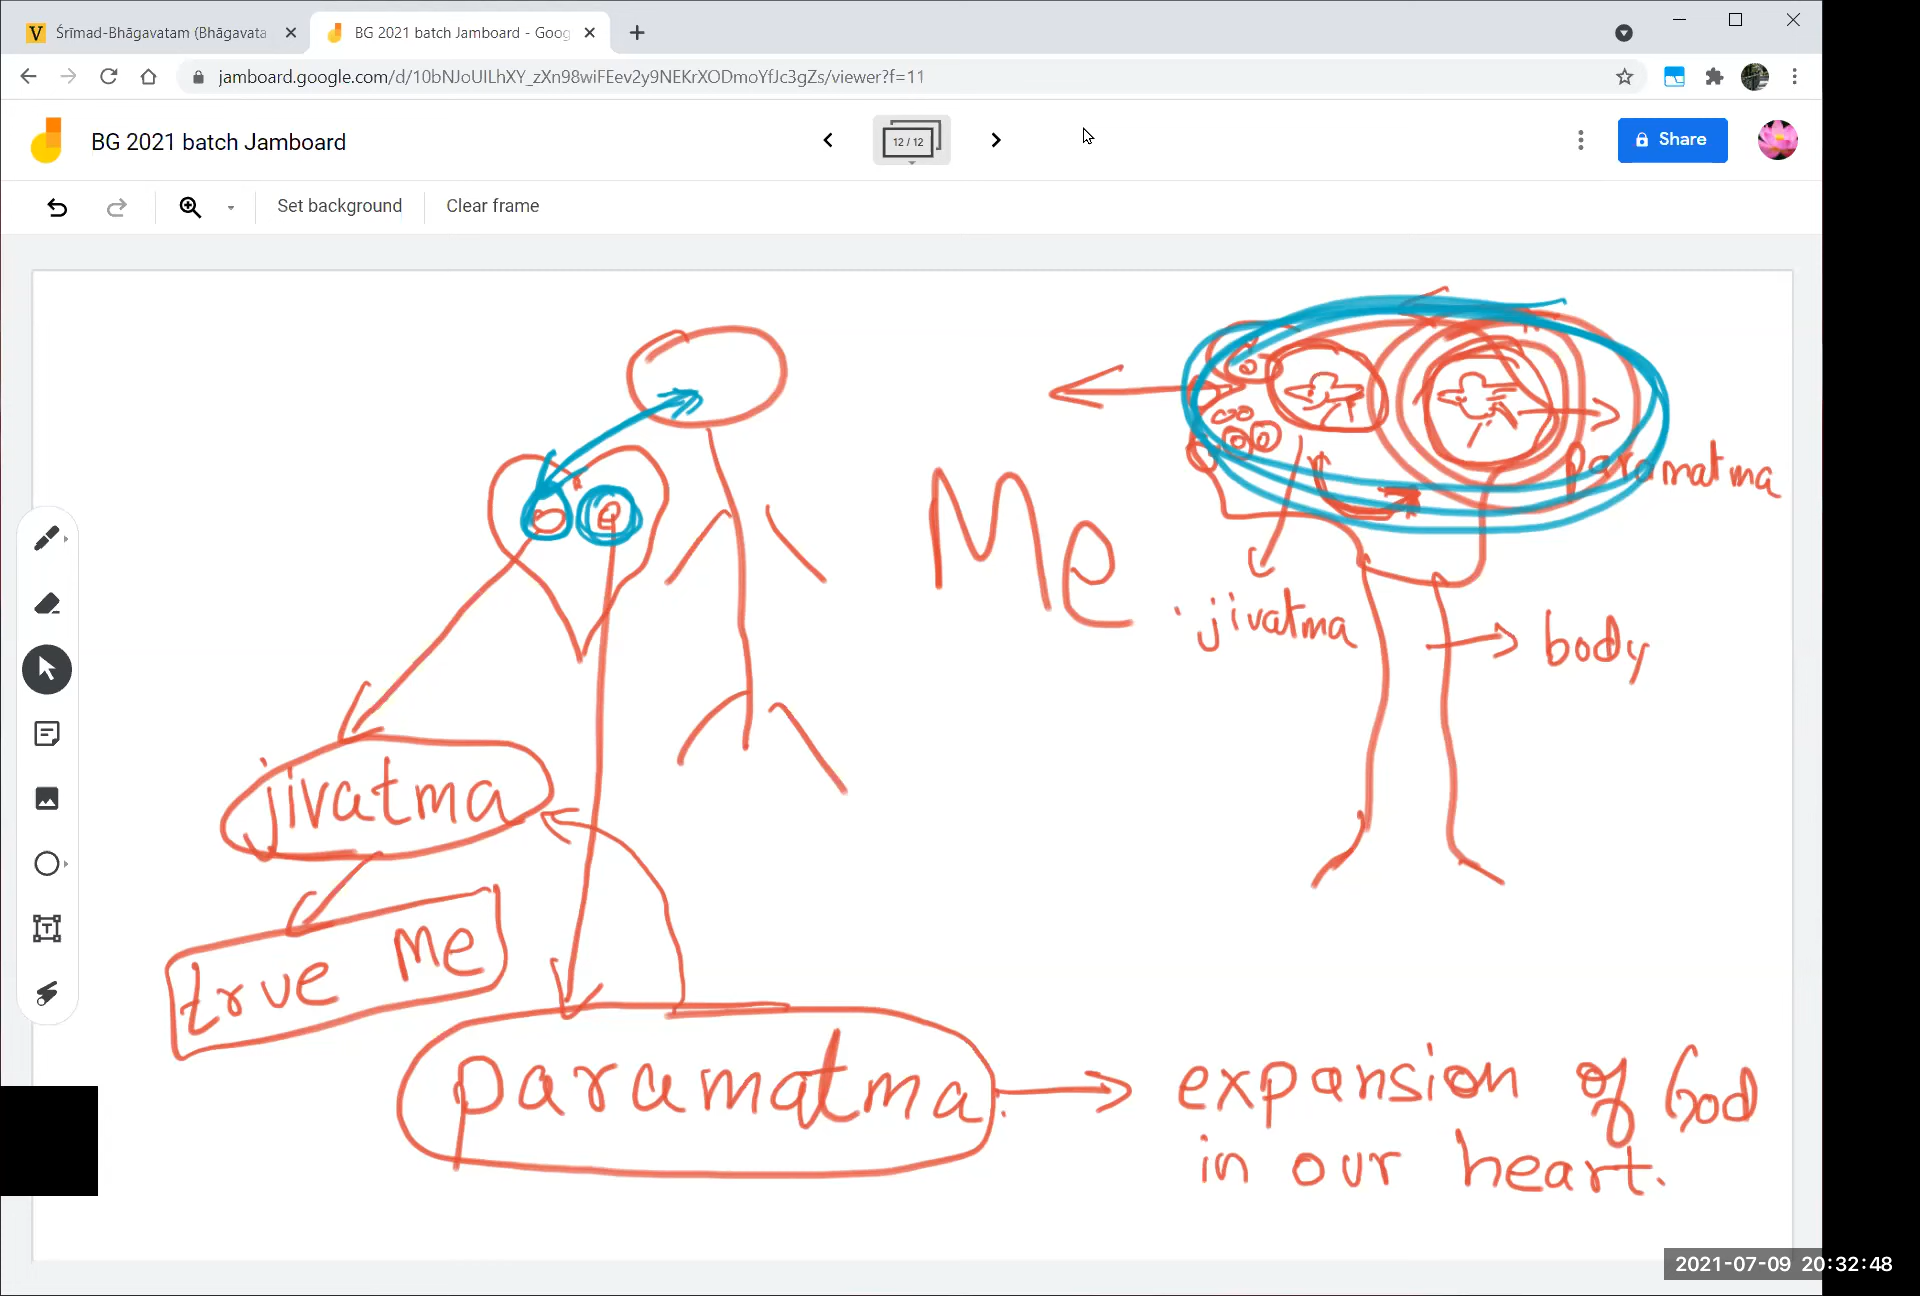 Śrīmad-Bhāgavatam (Bhāgavata
BG 2021 batch Jamboard - Goog
jamboard.google.com/d/10bNJoUILhXY_zXn98wiFEev2y9NEKrXODmoYfJc3gZs/viewer?f=11
BG 2021 batch Jamboard
12 / 12
Share
Set background
Clear frame
paramatma
Me
jivatma
body
jivatma
true Me
paramatma
expansion of God
in our heart.
2021-07-09 20:32:48